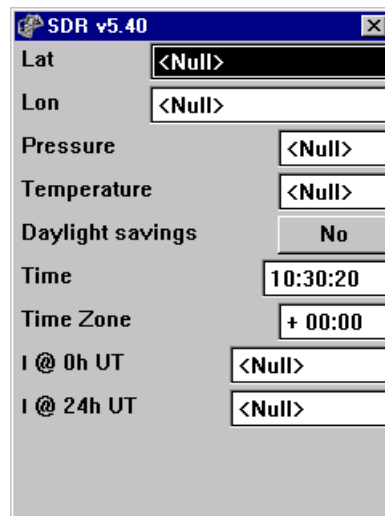 SDR v5.40
Lat <Null>
Lon <Null>
Pressure <Null>
Temperature <Null>
Daylight savings No
Time 10:30:20
Time Zone + 00:00
I @ 0h UT <Null>
I @ 24h UT <Null>